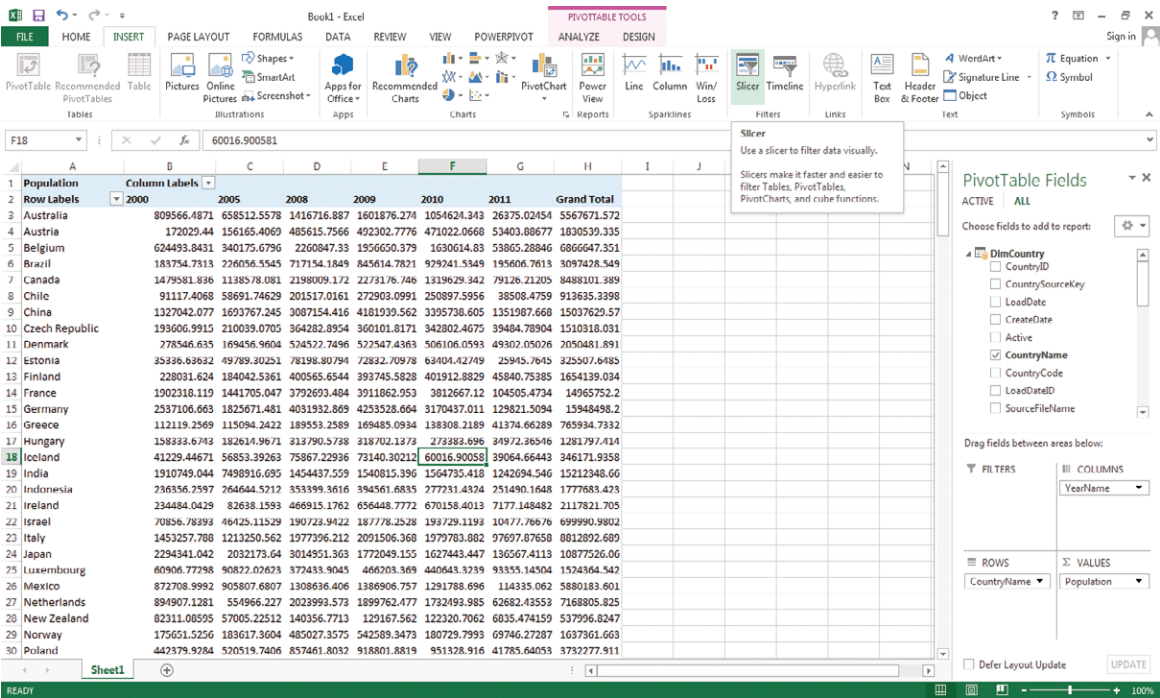 Book1 - Excel
PIVOTTABLE TOOLS
?
FILE HOME INSERT PAGE LAYOUT FORMULAS DATA REVIEW VIEW POWERPIVOT ANALYZE DESIGN
Sign in
PivotTable Recommended PivotTables Table
Tables
Pictures Online Pictures Shapes SmartArt Screenshot
Illustrations
Apps for Office
Apps
Recommended Charts PivotChart
Charts
Power View
Reports
Line Column Win/ Loss
Sparklines
Slicer Timeline
Filters
Hyperlink
Links
Text Box Header & Footer WordArt Signature Line Object
Text
Equation Symbol
Symbols
F18 fx 60016.900581
Slicer
Use a slicer to filter data visually.
Slicers make it faster and easier to
filter Tables, PivotTables,
PivotCharts, and cube functions.
A B C D E F G H I J N
1 Population Column Labels
2 Row Labels 2000 2005 2008 2009 2010 2011 Grand Total
3 Australia 809566.4871 658512.5578 1416716.887 1601876.274 1054624.343 26375.02454 5567671.572
4 Austria 172029.44 156165.4069 485615.7566 492302.7776 471022.0668 53403.88677 1830539.335
5 Belgium 624493.8431 340175.6796 2260847.33 1956650.379 1630614.83 53865.28846 6866647.351
6 Brazil 183754.7313 226056.5545 717154.1849 845614.7821 929241.5349 195606.7613 3097428.549
7 Canada 1479581.836 1138578.081 2198009.172 2273176.746 1319629.342 79126.21205 8488101.389
8 Chile 91117.4068 58691.74629 201517.0161 272903.0991 250897.5956 38508.4759 913635.3398
9 China 1327042.077 1693767.245 3087154.416 4181939.562 3395738.605 1351987.668 15037629.57
10 Czech Republic 193606.9915 210039.0705 364282.8954 360101.8171 342802.4675 39484.78904 1510318.031
11 Denmark 278546.635 169456.9604 524522.7496 522547.4363 506106.0593 49302.05026 2050481.891
12 Estonia 35336.63632 49789.30251 78198.80794 72832.70978 63404.42749 25945.7645 325507.6485
13 Finland 228031.624 184042.5361 400565.6544 393745.5828 401912.8829 45840.75385 1654139.034
14 France 1902318.119 1441705.047 3792693.484 3911862.953 3812667.12 104505.4734 14965752.2
15 Germany 2537106.663 1825671.481 4031932.869 4253528.664 3170437.011 129821.5094 15948498.2
16 Greece 112119.2569 115094.2422 189553.2589 169485.0934 138308.2189 41374.66289 765934.7332
17 Hungary 158333.6743 182614.9671 313790.5738 318702.1373 273383.696 34972.36546 1281797.414
18 Iceland 41229.44671 56853.39263 75867.22936 73140.30212 60016.90058 39064.66443 346171.9358
19 India 1910749.044 7498916.695 1454437.559 1540815.396 1564735.418 1242694.546 15212348.66
20 Indonesia 236356.2597 264644.5212 353399.3616 394561.6835 277231.4324 251490.1648 1777683.423
21 Ireland 234484.0429 82638.1593 466915.1762 656448.7772 670158.4013 7177.148482 2117821.705
22 Israel 70856.78393 46425.11529 190723.9422 187778.2528 193729.1193 10477.76676 699990.9802
23 Italy 1453257.788 1213250.562 1977396.212 2091506.368 1979783.882 97697.87658 8812892.689
24 Japan 2294341.042 2032173.64 3014951.363 1772049.155 1627443.447 136567.4113 10877526.06
25 Luxembourg 60906.77298 90822.02623 372433.9045 466203.369 440643.3239 93355.14504 1524364.542
26 Mexico 872708.9992 905807.6807 1308636.406 1386906.757 1291788.696 114335.062 5880183.601
27 Netherlands 894907.1281 554966.227 2023993.573 1899762.477 1732493.985 62682.43553 7168805.825
28 New Zealand 82311.08595 57005.22512 140356.7713 129167.562 122320.7062 6835.474159 537996.8247
29 Norway 175651.5256 183617.3604 485027.3575 542589.3473 180729.7993 69746.27287 1637361.663
30 Poland 442379.9284 520519.7406 857461.8032 918801.8819 951328.916 41785.64053 3732277.911
PivotTable Fields
ACTIVE ALL
Choose fields to add to report:
DimCountry
CountryID
CountrySourceKey
LoadDate
CreateDate
Active
CountryName
CountryCode
LoadDateID
SourceFileName
Drag fields between areas below:
FILTERS COLUMNS
YearName
ROWS Σ VALUES
CountryName Population
Defer Layout Update UPDATE
Sheet1
READY 100%